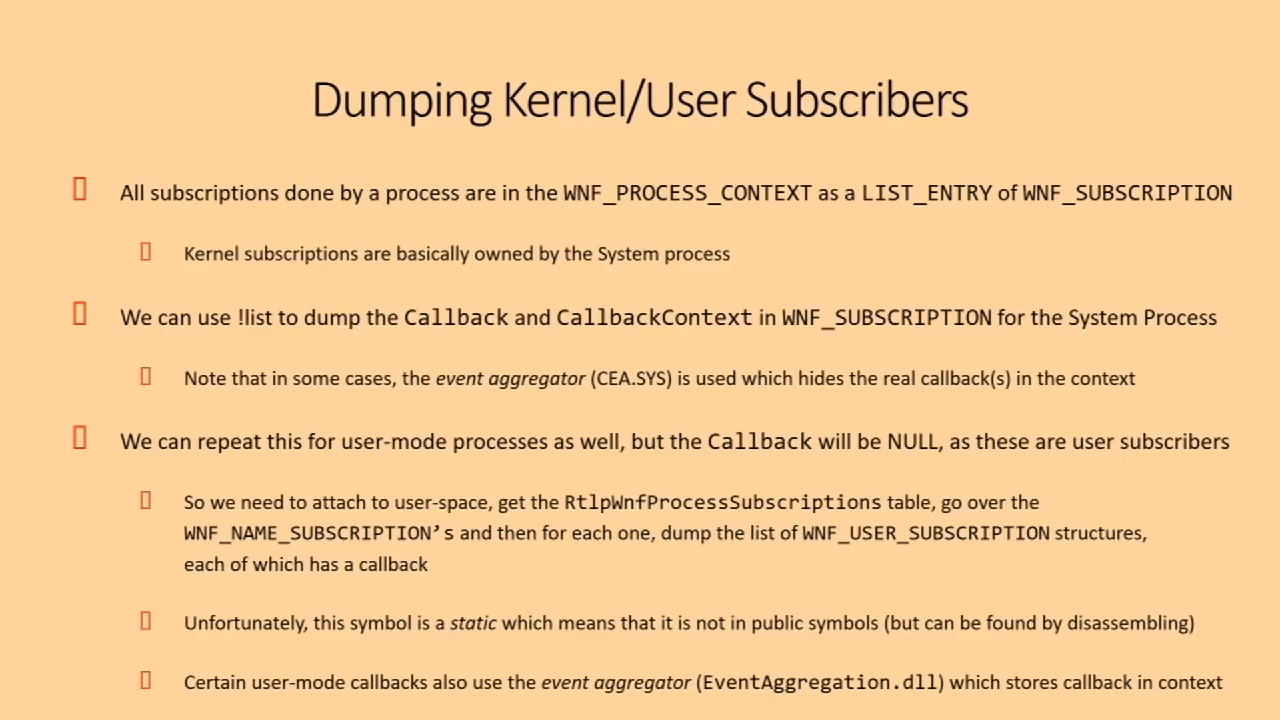 Dumping Kernel/User Subscribers
All subscriptions done by a process are in the WNF_PROCESS_CONTEXT as a LIST_ENTRY of WNF_SUBSCRIPTION
Kernel subscriptions are basically owned by the System process
We can use !list to dump the Callback and CallbackContext in WNF_SUBSCRIPTION for the System Process
Note that in some cases, the event aggregator (CEA.SYS) is used which hides the real callback(s) in the context
We can repeat this for user-mode processes as well, but the Callback will be NULL, as these are user subscribers
So we need to attach to user-space, get the RtlpWnfProcessSubscriptions table, go over the
WNF_NAME_SUBSCRIPTION’s and then for each one, dump the list of WNF_USER_SUBSCRIPTION structures,
each of which has a callback
Unfortunately, this symbol is a static which means that it is not in public symbols (but can be found by disassembling)
Certain user-mode callbacks also use the event aggregator (EventAggregation.dll) which stores callback in context